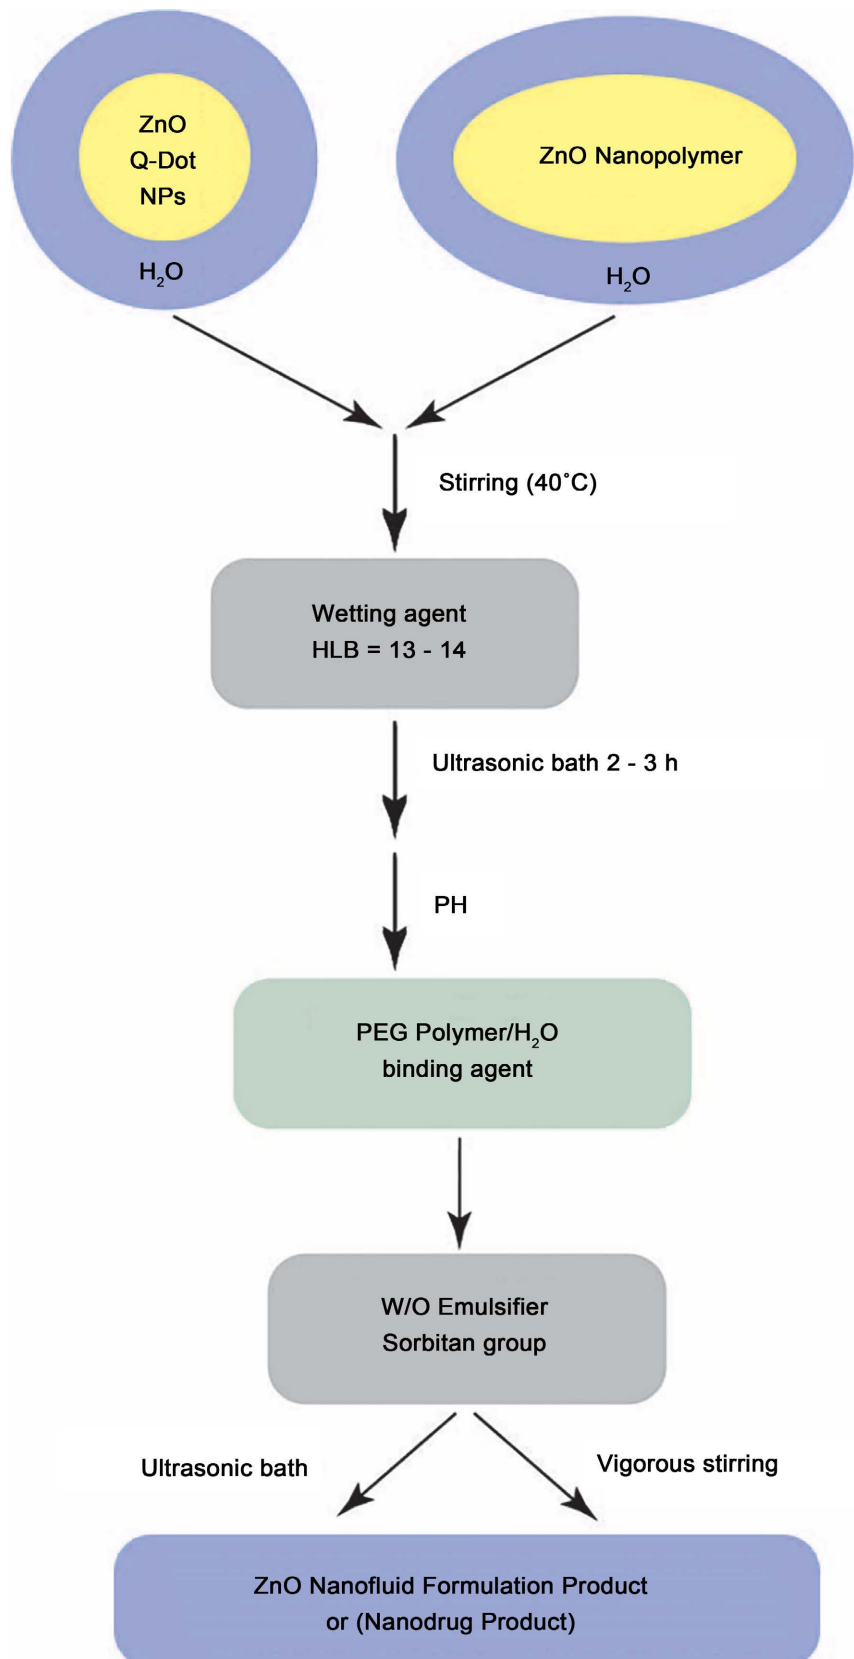 ZnO
Q-Dot
NPs
H₂O
ZnO Nanopolymer
H₂O
Stirring (40˚C)
Wetting agent
HLB = 13 - 14
Ultrasonic bath 2 - 3 h
PH
PEG Polymer/H₂O
binding agent
W/O Emulsifier
Sorbitan group
Ultrasonic bath
Vigorous stirring
ZnO Nanofluid Formulation Product
or (Nanodrug Product)